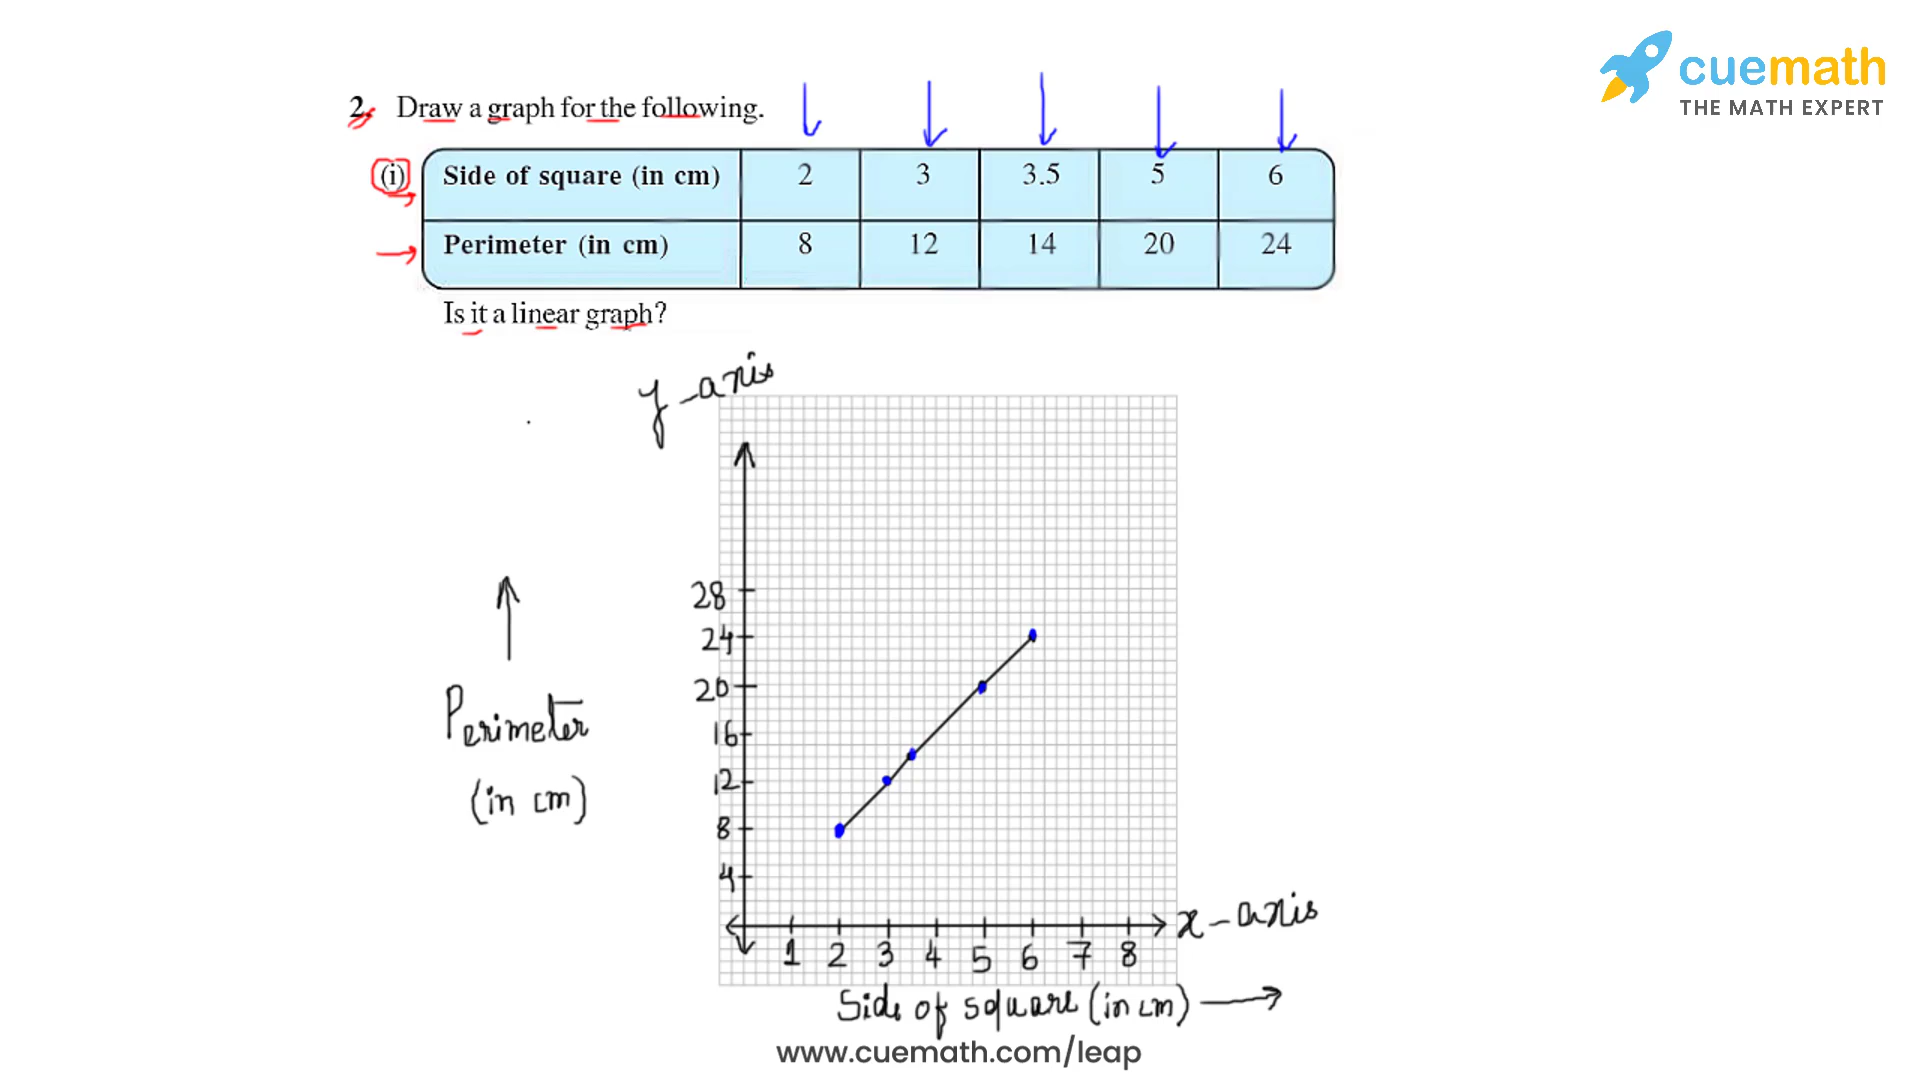 cuemath
THE MATH EXPERT
2. Draw a graph for the following.
(i) Side of square (in cm) 2 3 3.5 5 6
Perimeter (in cm) 8 12 14 20 24
Is it a linear graph?
y-axis
28
24
20
16
12
8
4
Perimeter
(in cm)
x-axis
1 2 3 4 5 6 7 8
Side of square (in cm)
www.cuemath.com/leap